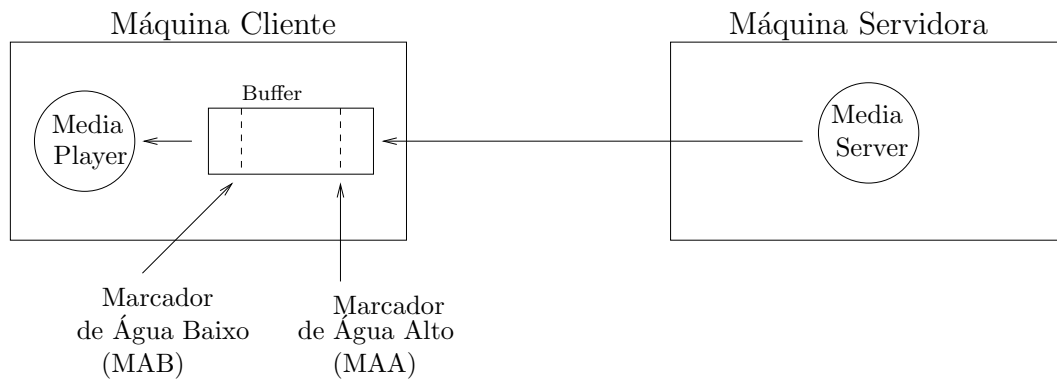 Máquina Cliente
Máquina Servidora
Buffer
Media
Player
Media
Server
Marcador
de Água Baixo
(MAB)
Marcador
de Água Alto
(MAA)